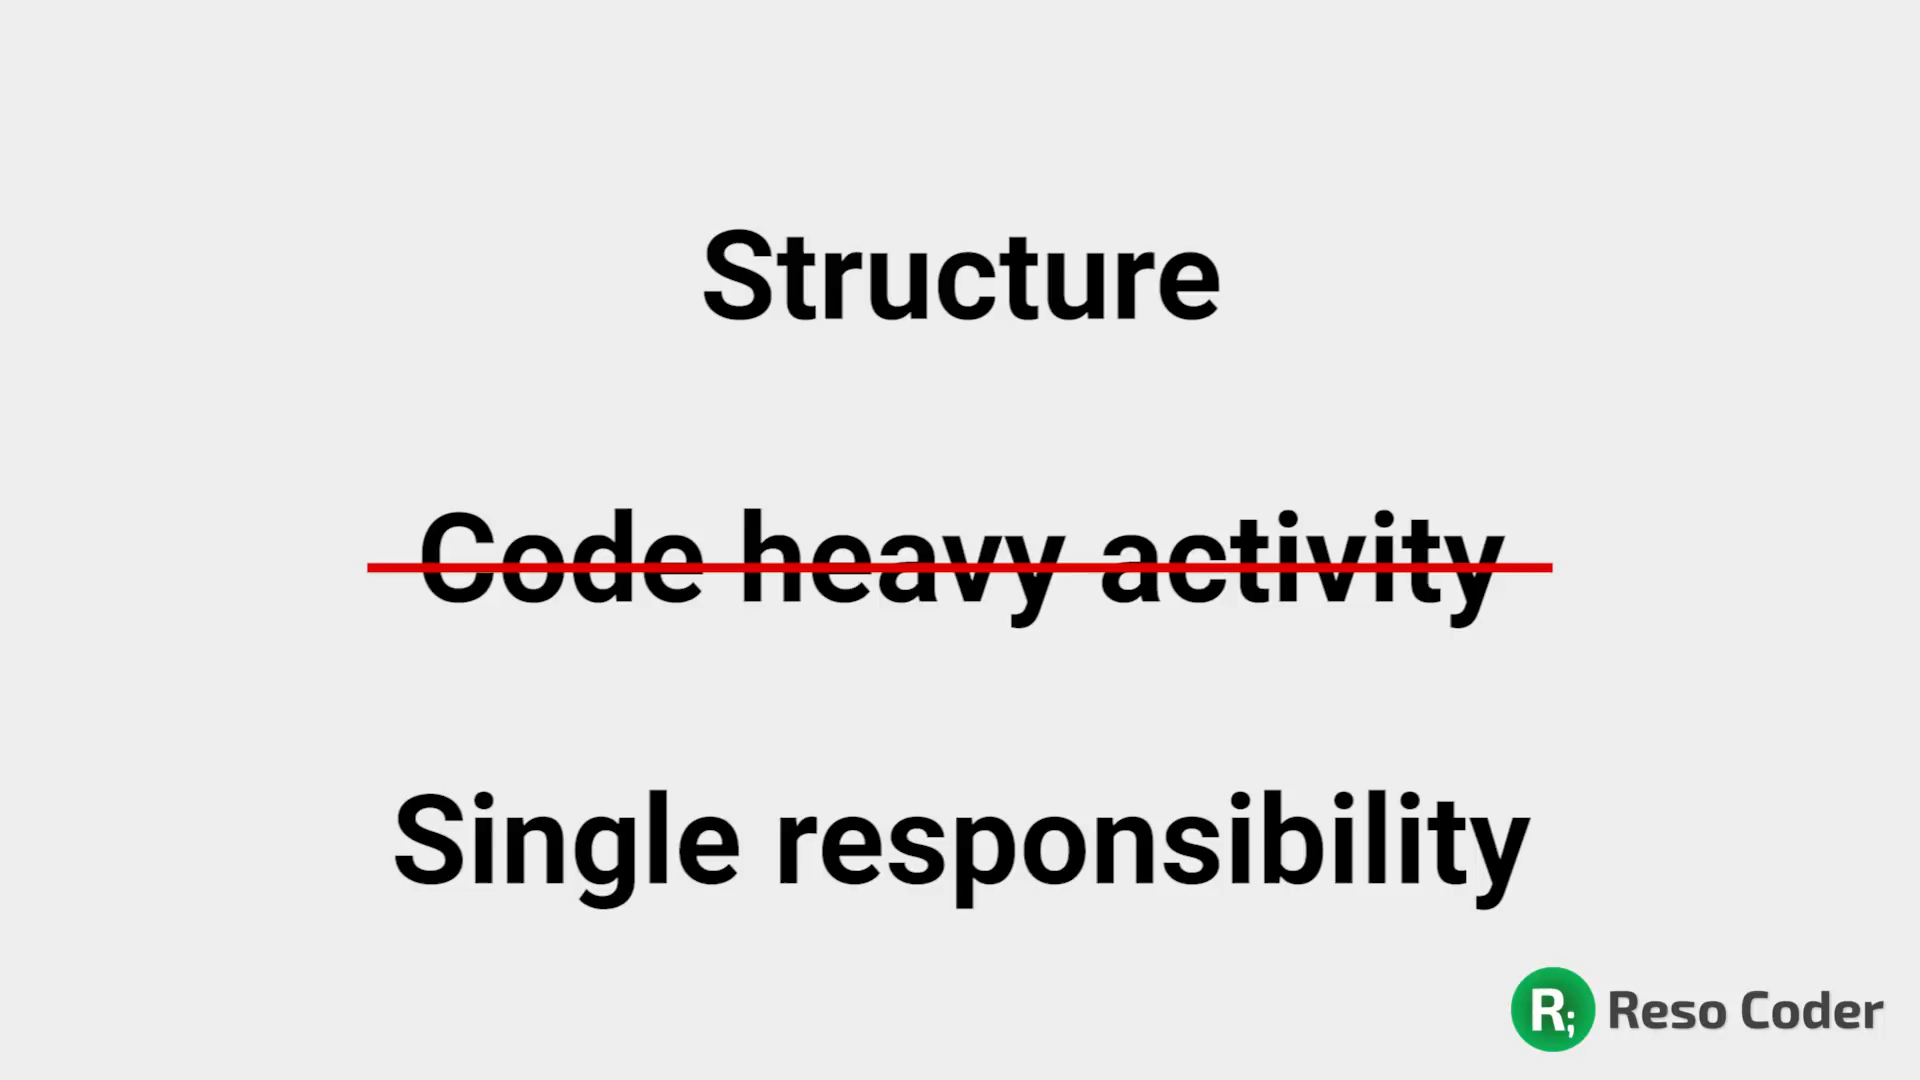 Structure
Code heavy activity
Single responsibility
R; Reso Coder